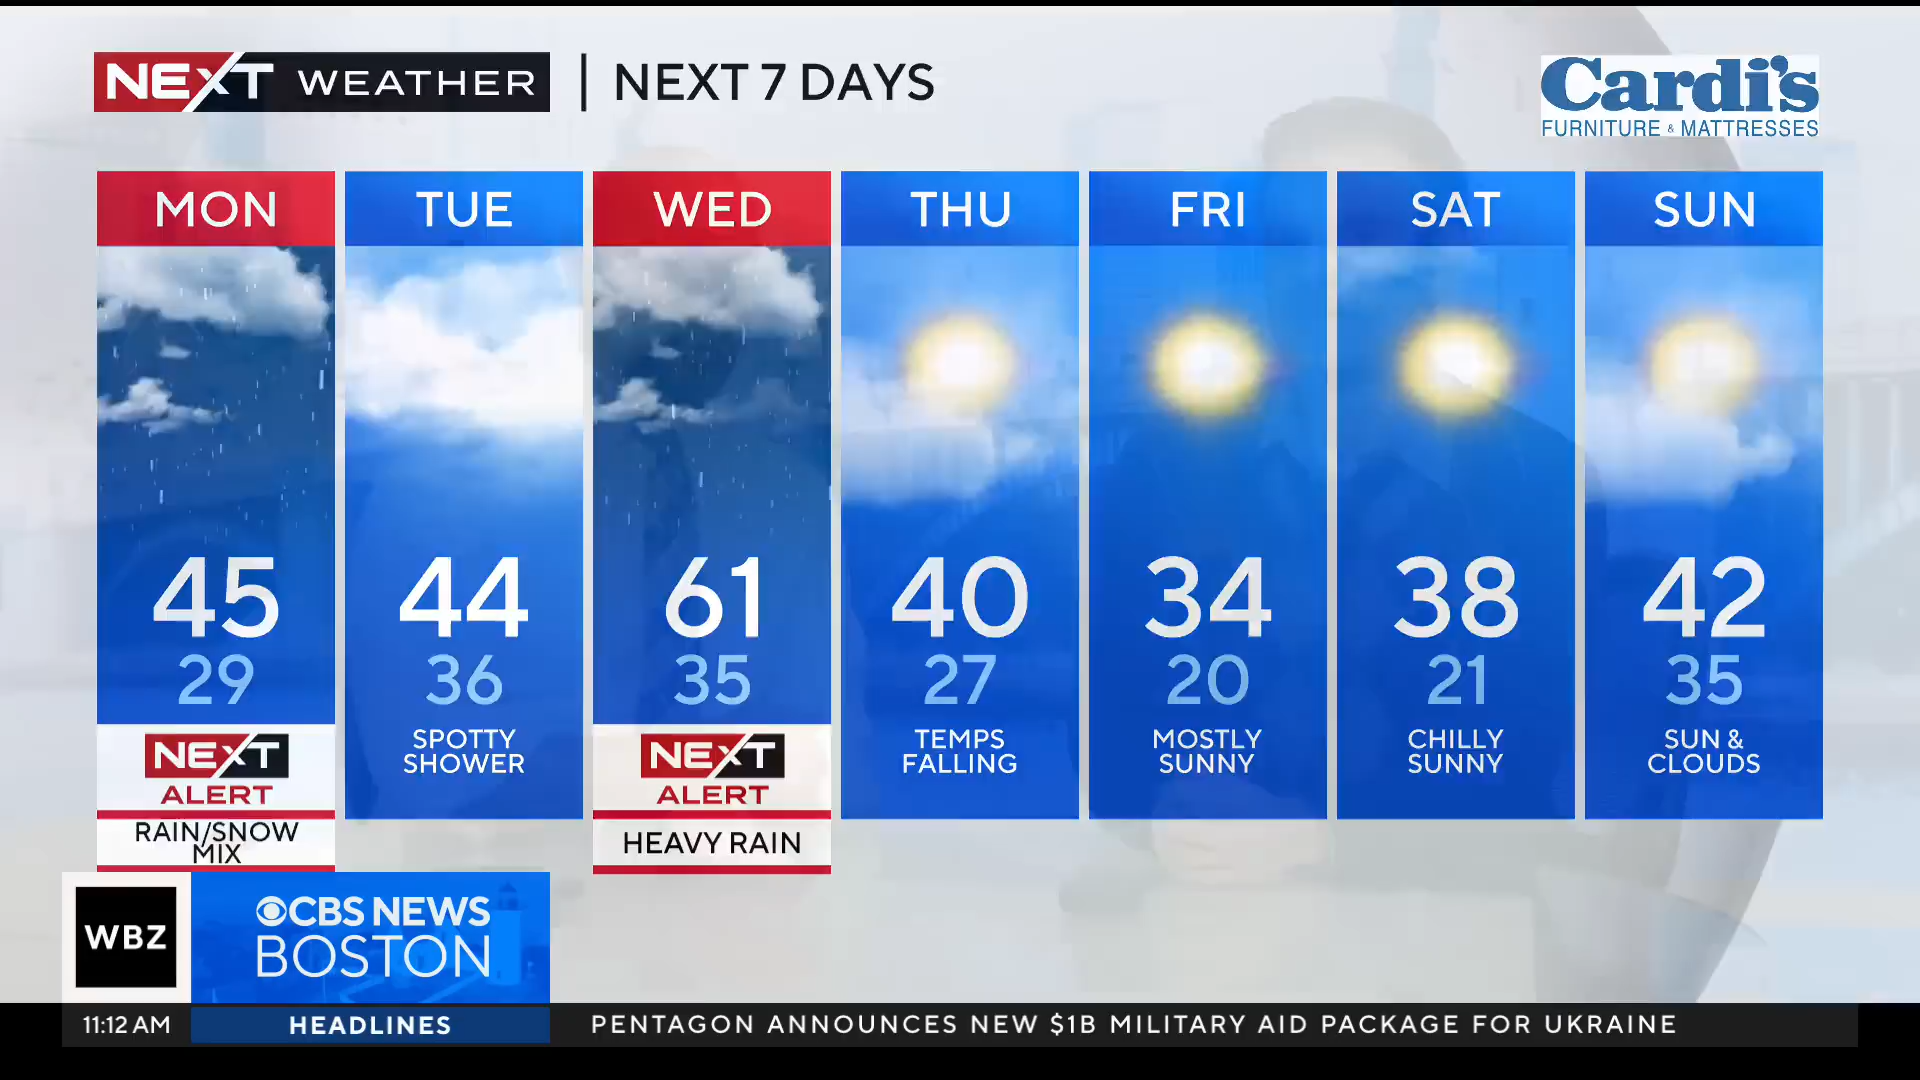 NEXT WEATHER | NEXT 7 DAYS
Cardi's
FURNITURE & MATTRESSES
MON
45
29
NEXT
ALERT
RAIN/SNOW
MIX
TUE
44
36
SPOTTY
SHOWER
WED
61
35
NEXT
ALERT
HEAVY RAIN
THU
40
27
TEMPS
FALLING
FRI
34
20
MOSTLY
SUNNY
SAT
38
21
CHILLY
SUNNY
SUN
42
35
SUN &
CLOUDS
WBZ
CBS NEWS
BOSTON
11:12 AM
HEADLINES
PENTAGON ANNOUNCES NEW $1B MILITARY AID PACKAGE FOR UKRAINE